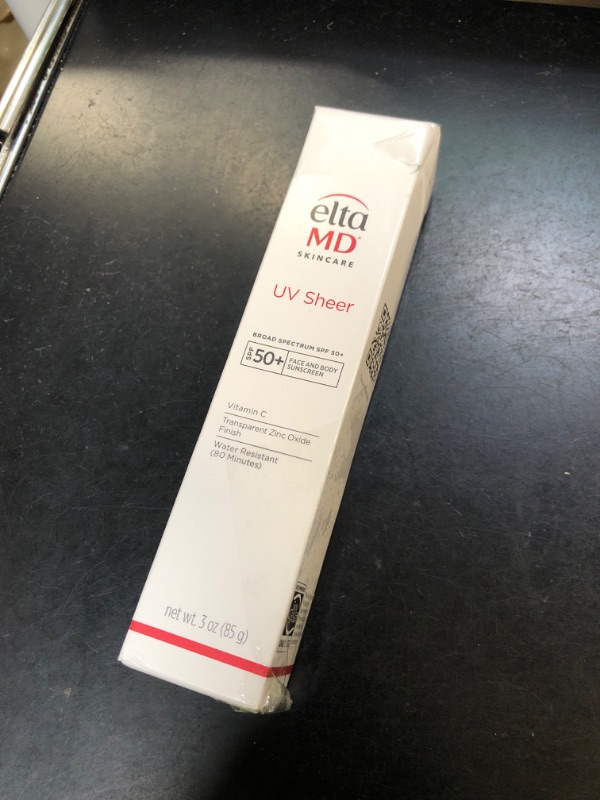 elta
MD®
SKINCARE
UV Sheer
BROAD SPECTRUM SPF 50+
SPF 50+ FACE AND BODY
SUNSCREEN
Vitamin C
Transparent Zinc Oxide
Finish
Water Resistant
(80 Minutes)
net wt. 3 oz (85 g)